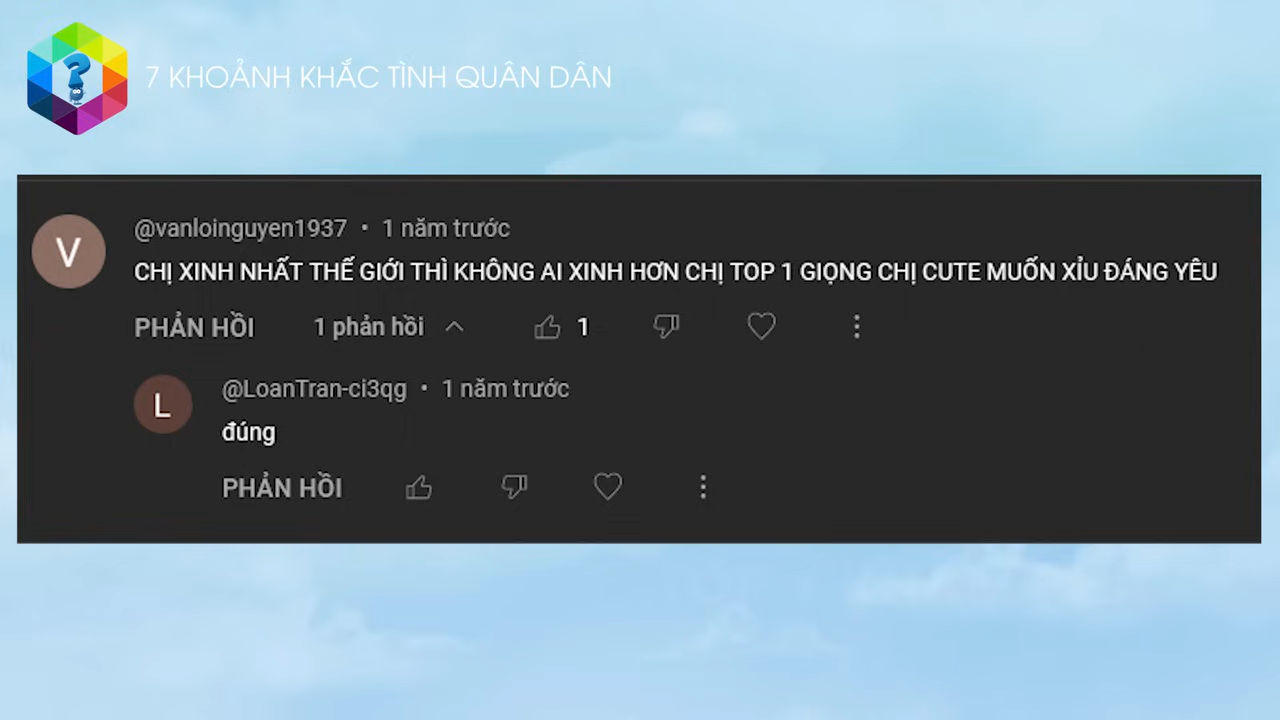 7 KHOẢNH KHẮC TÌNH QUÂN DÂN
?
V
@vanloinguyen1937 • 1 năm trước
CHỊ XINH NHẤT THẾ GIỚI THÌ KHÔNG AI XINH HƠN CHỊ TOP 1 GIỌNG CHỊ CUTE MUỐN XỈU ĐÁNG YÊU
PHẢN HỒI 1 phản hồi 1
L
@LoanTran-ci3qg • 1 năm trước
đúng
PHẢN HỒI